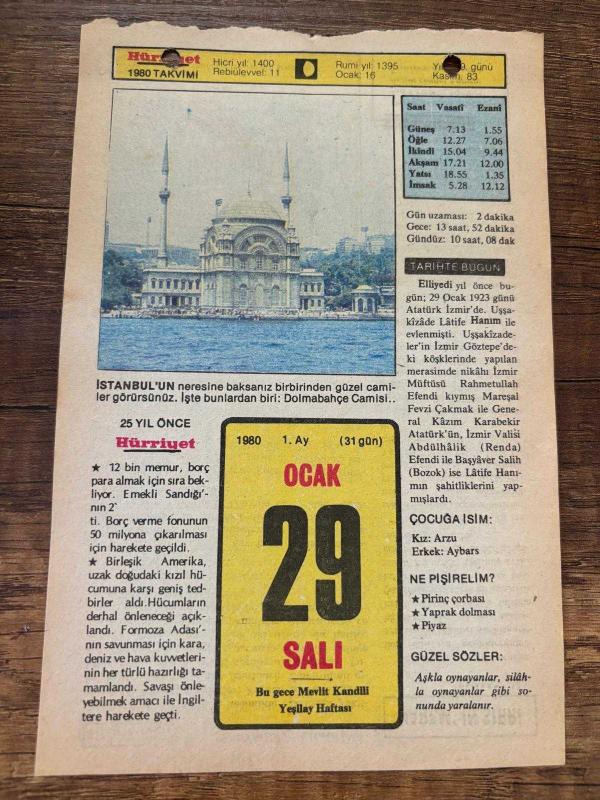 Hürriyet
1980 TAKVİMİ
Hicri yıl: 1400
Rebiülevvel: 11
Rumi yıl: 1395
Ocak: 16
günü
Kasım: 83
Saat Vasatî Ezanî
Güneş 7.13 1.55
Öğle 12.27 7.06
İkindi 15.04 9.44
Akşam 17.21 12.00
Yatsı 18.55 1.35
İmsak 5.28 12.12
Gün uzaması: 2 dakika
Gece: 13 saat, 52 dakika
Gündüz: 10 saat, 08 dak
İSTANBUL'UN neresine baksanız birbirinden güzel cami-
ler görürsünüz. İşte bunlardan biri: Dolmabahçe Camisi..
25 YIL ÖNCE
Hürriyet
★ 12 bin memur, borç
para almak için sıra bek-
liyor. Emekli Sandığı'-
nın 2'
ti. Borç verme fonunun
50 milyona çıkarılması
için harekete geçildi.
★ Birleşik Amerika,
uzak doğudaki kızıl hü-
cumuna karşı geniş ted-
birler aldı.Hücumların
derhal önleneceği açık-
landı. Formoza Adası'-
nın savunması için kara,
deniz ve hava kuvvetleri-
nin her türlü hazırlığı ta-
mamlandı. Savaşı önle-
yebilmek amacı ile İngil-
tere harekete geçti.
1980 1. Ay (31 gün)
OCAK
29
SALI
Bu gece Mevlit Kandili
Yeşilay Haftası
TARİHTE BUGÜN
Elliyedi yıl önce bu-
gün; 29 Ocak 1923 günü
Atatürk İzmir'de. Uşşa-
kîzâde Lâtife Hanım ile
evlenmişti. Uşşakîzade-
ler'in İzmir Göztepe'de-
ki köşklerinde yapılan
merasimde nikâhı İzmir
Müftüsü Rahmetullah
Efendi kıymış Mareşal
Fevzi Çakmak ile Gene-
ral Kâzım Karabekir
Atatürk'ün, İzmir Valisi
Abdülhâlik (Renda)
Efendi ile Başyâver Salih
(Bozok) ise Lâtife Hanı-
mın şahitliklerini yap-
mışlardı.
ÇOCUĞA İSİM:
Kız: Arzu
Erkek: Aybars
NE PİŞİRELİM?
★ Pirinç çorbası
★ Yaprak dolması
★ Piyaz
GÜZEL SÖZLER:
Aşkla oynayanlar, silâh-
la oynayanlar gibi so-
nunda yaralanır.